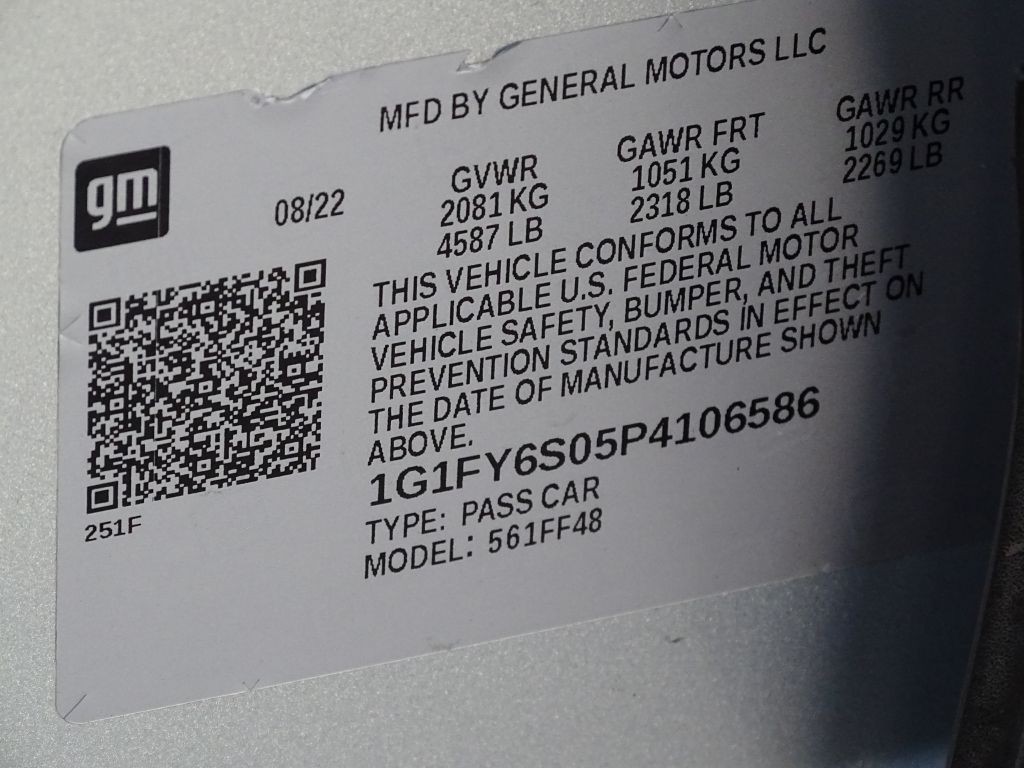 MFD BY GENERAL MOTORS LLC
gm
08/22
GVWR
2081 KG
4587 LB
GAWR FRT
1051 KG
2318 LB
GAWR RR
1029 KG
2269 LB
THIS VEHICLE CONFORMS TO ALL
APPLICABLE U.S. FEDERAL MOTOR
VEHICLE SAFETY, BUMPER, AND THEFT
PREVENTION STANDARDS IN EFFECT ON
THE DATE OF MANUFACTURE SHOWN
ABOVE.
1G1FY6S05P4106586
TYPE: PASS CAR
MODEL: 561FF48
251F